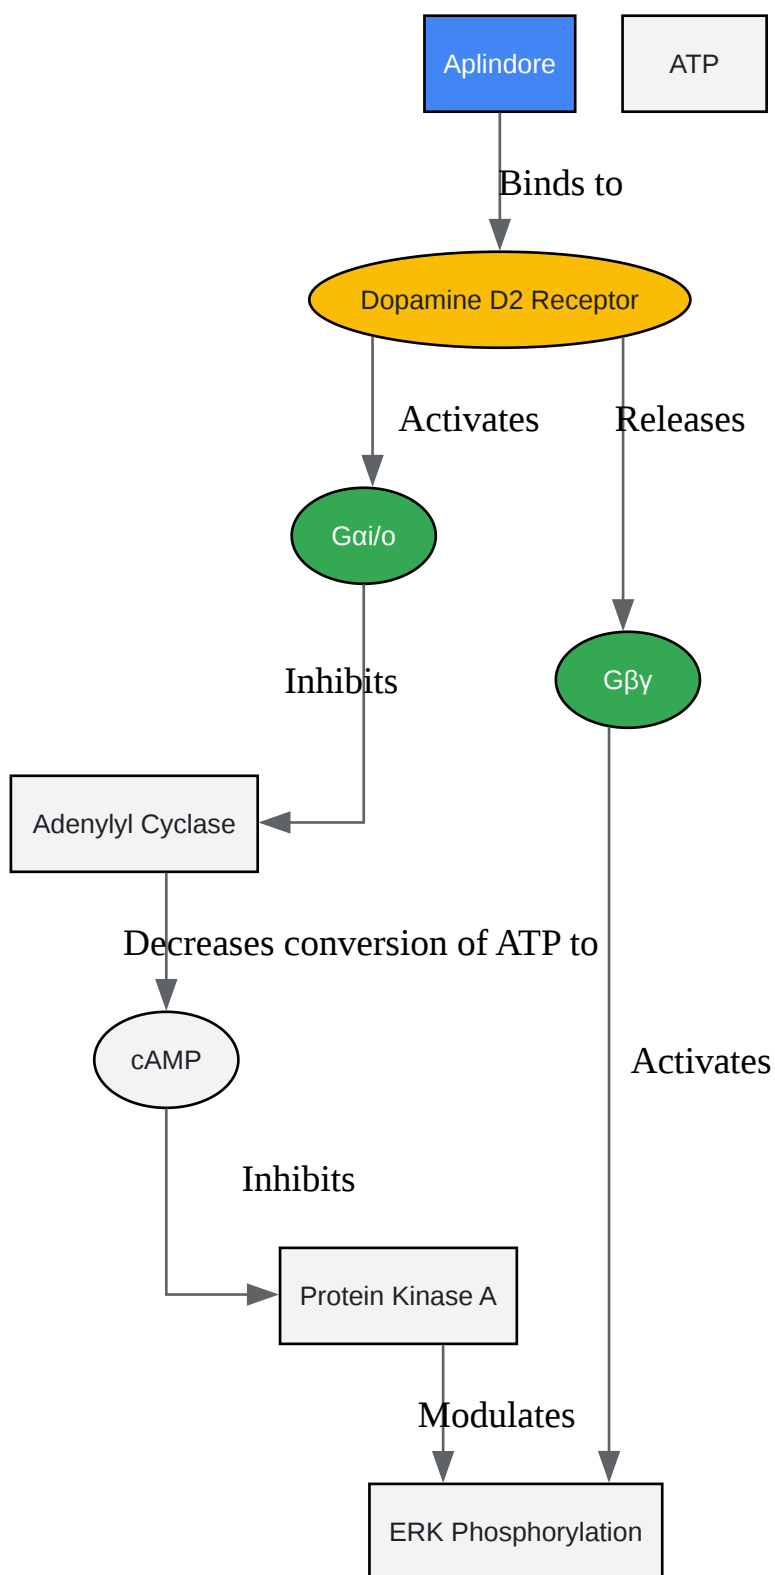 Aplindore
ATP
Binds to
Dopamine D2 Receptor
Activates
Releases
Gαi/o
Inhibits
Gβγ
Adenylyl Cyclase
Decreases conversion of ATP to
cAMP
Activates
Inhibits
Protein Kinase A
Modulates
ERK Phosphorylation